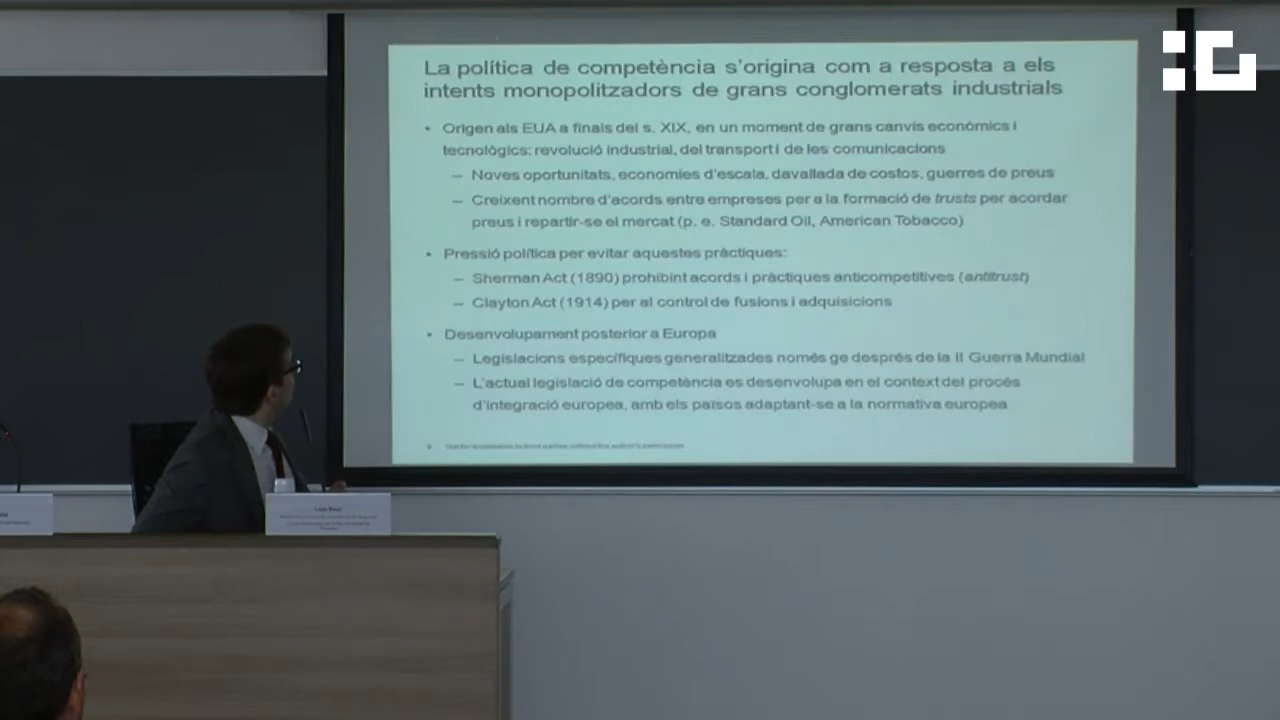 La política de competència s'origina com a resposta a els
intents monopolitzadors de grans conglomerats industrials
• Origen als EUA a finals del s. XIX, en un moment de grans canvis econòmics i
tecnològics: revolució industrial, del transport i de les comunicacions
– Noves oportunitats, economies d'escala, davallada de costos, guerres de preus
– Creixent nombre d'acords entre empreses per a la formació de trusts per acordar
preus i repartir-se el mercat (p. e. Standard Oil, American Tobacco)
• Pressió política per evitar aquestes pràctiques:
– Sherman Act (1890) prohibint acords i pràctiques anticompetitives (antitrust)
– Clayton Act (1914) per al control de fusions i adquisicions
• Desenvolupament posterior a Europa
– Legislacions específiques generalitzades només ge després de la II Guerra Mundial
– L'actual legislació de competència es desenvolupa en el context del procés
d'integració europea, amb els països adaptant-se a la normativa europea